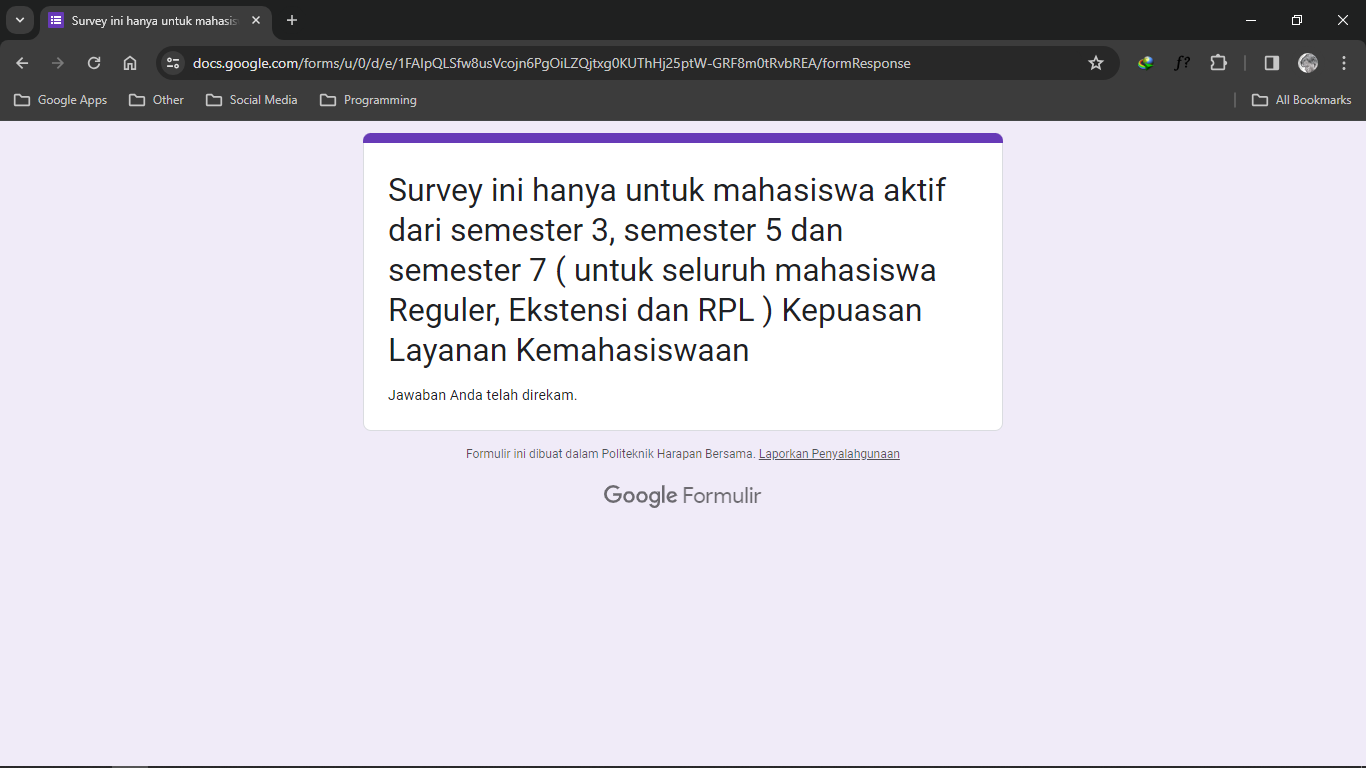 Survey ini hanya untuk mahasis
docs.google.com/forms/u/0/d/e/1FAIpQLSfw8usVcojn6PgOiLZQjtxg0KUThHj25ptW-GRF8m0tRvbREA/formResponse
f?
Google Apps Other Social Media Programming All Bookmarks
Survey ini hanya untuk mahasiswa aktif
dari semester 3, semester 5 dan
semester 7 ( untuk seluruh mahasiswa
Reguler, Ekstensi dan RPL ) Kepuasan
Layanan Kemahasiswaan
Jawaban Anda telah direkam.
Formulir ini dibuat dalam Politeknik Harapan Bersama. Laporkan Penyalahgunaan
Google Formulir